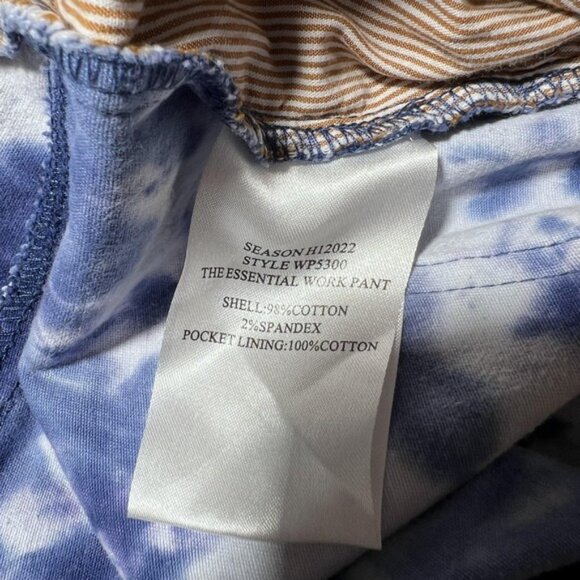 SEASON H12022
STYLE WP5300
THE ESSENTIAL WORK PANT
SHELL:98%COTTON
2%SPANDEX
POCKET LINING:100%COTTON